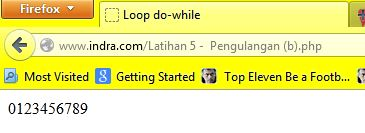 Firefox
Loop do-while
www.indra.com/Latihan 5 - Pengulangan (b).php
Most Visited
Getting Started
Top Eleven Be a Footb...
0123456789